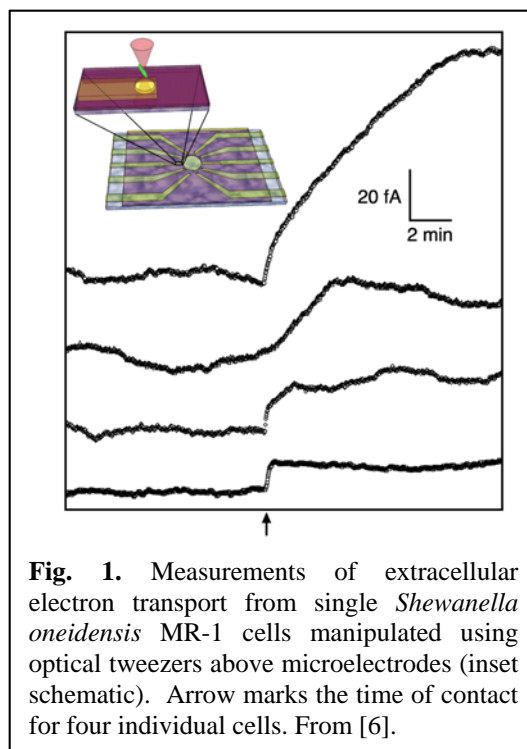 20 fA
2 min
Fig. 1. Measurements of extracellular
electron transport from single Shewanella
oneidensis MR-1 cells manipulated using
optical tweezers above microelectrodes (inset
schematic). Arrow marks the time of contact
for four individual cells. From [6].